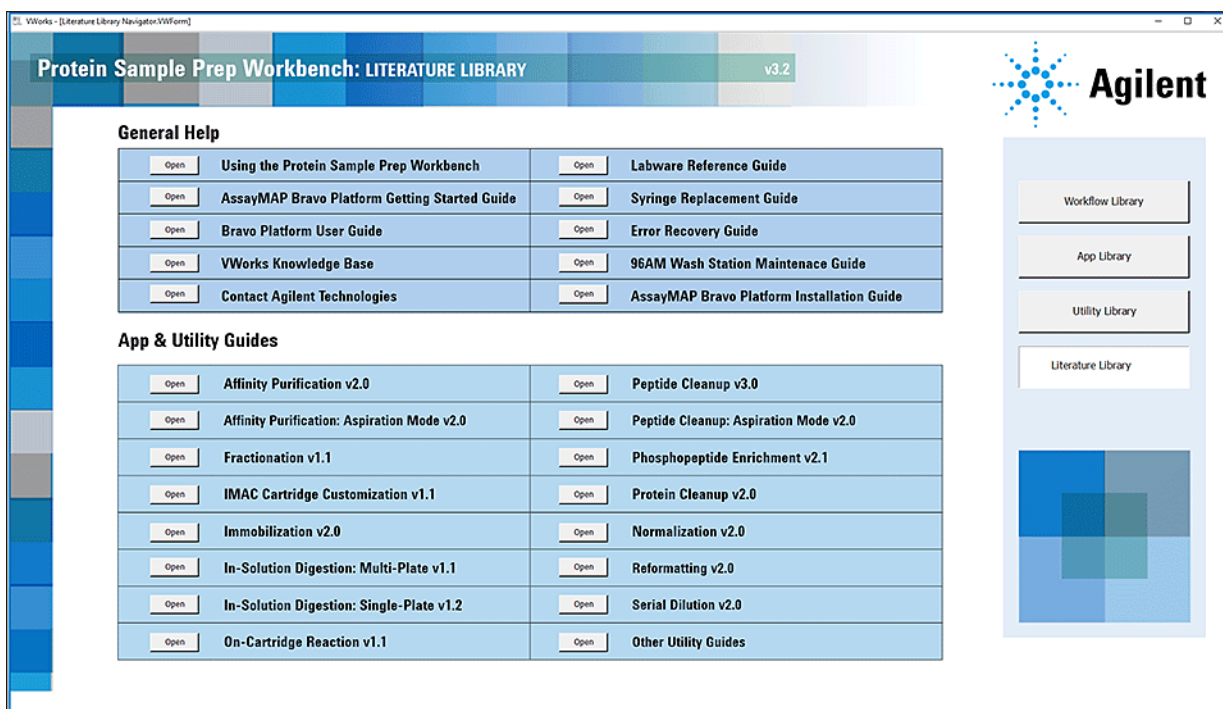 VWorks - [Literature Library Navigator.VWForm]
Protein Sample Prep Workbench: LITERATURE LIBRARY
v3.2
Agilent
General Help
Open Using the Protein Sample Prep Workbench Open Labware Reference Guide
Open AssayMAP Bravo Platform Getting Started Guide Open Syringe Replacement Guide
Open Bravo Platform User Guide Open Error Recovery Guide
Open VWorks Knowledge Base Open 96AM Wash Station Maintenace Guide
Open Contact Agilent Technologies Open AssayMAP Bravo Platform Installation Guide
App & Utility Guides
Open Affinity Purification v2.0 Open Peptide Cleanup v3.0
Open Affinity Purification: Aspiration Mode v2.0 Open Peptide Cleanup: Aspiration Mode v2.0
Open Fractionation v1.1 Open Phosphopeptide Enrichment v2.1
Open IMAC Cartridge Customization v1.1 Open Protein Cleanup v2.0
Open Immobilization v2.0 Open Normalization v2.0
Open In-Solution Digestion: Multi-Plate v1.1 Open Reformatting v2.0
Open In-Solution Digestion: Single-Plate v1.2 Open Serial Dilution v2.0
Open On-Cartridge Reaction v1.1 Open Other Utility Guides
Workflow Library
App Library
Utility Library
Literature Library